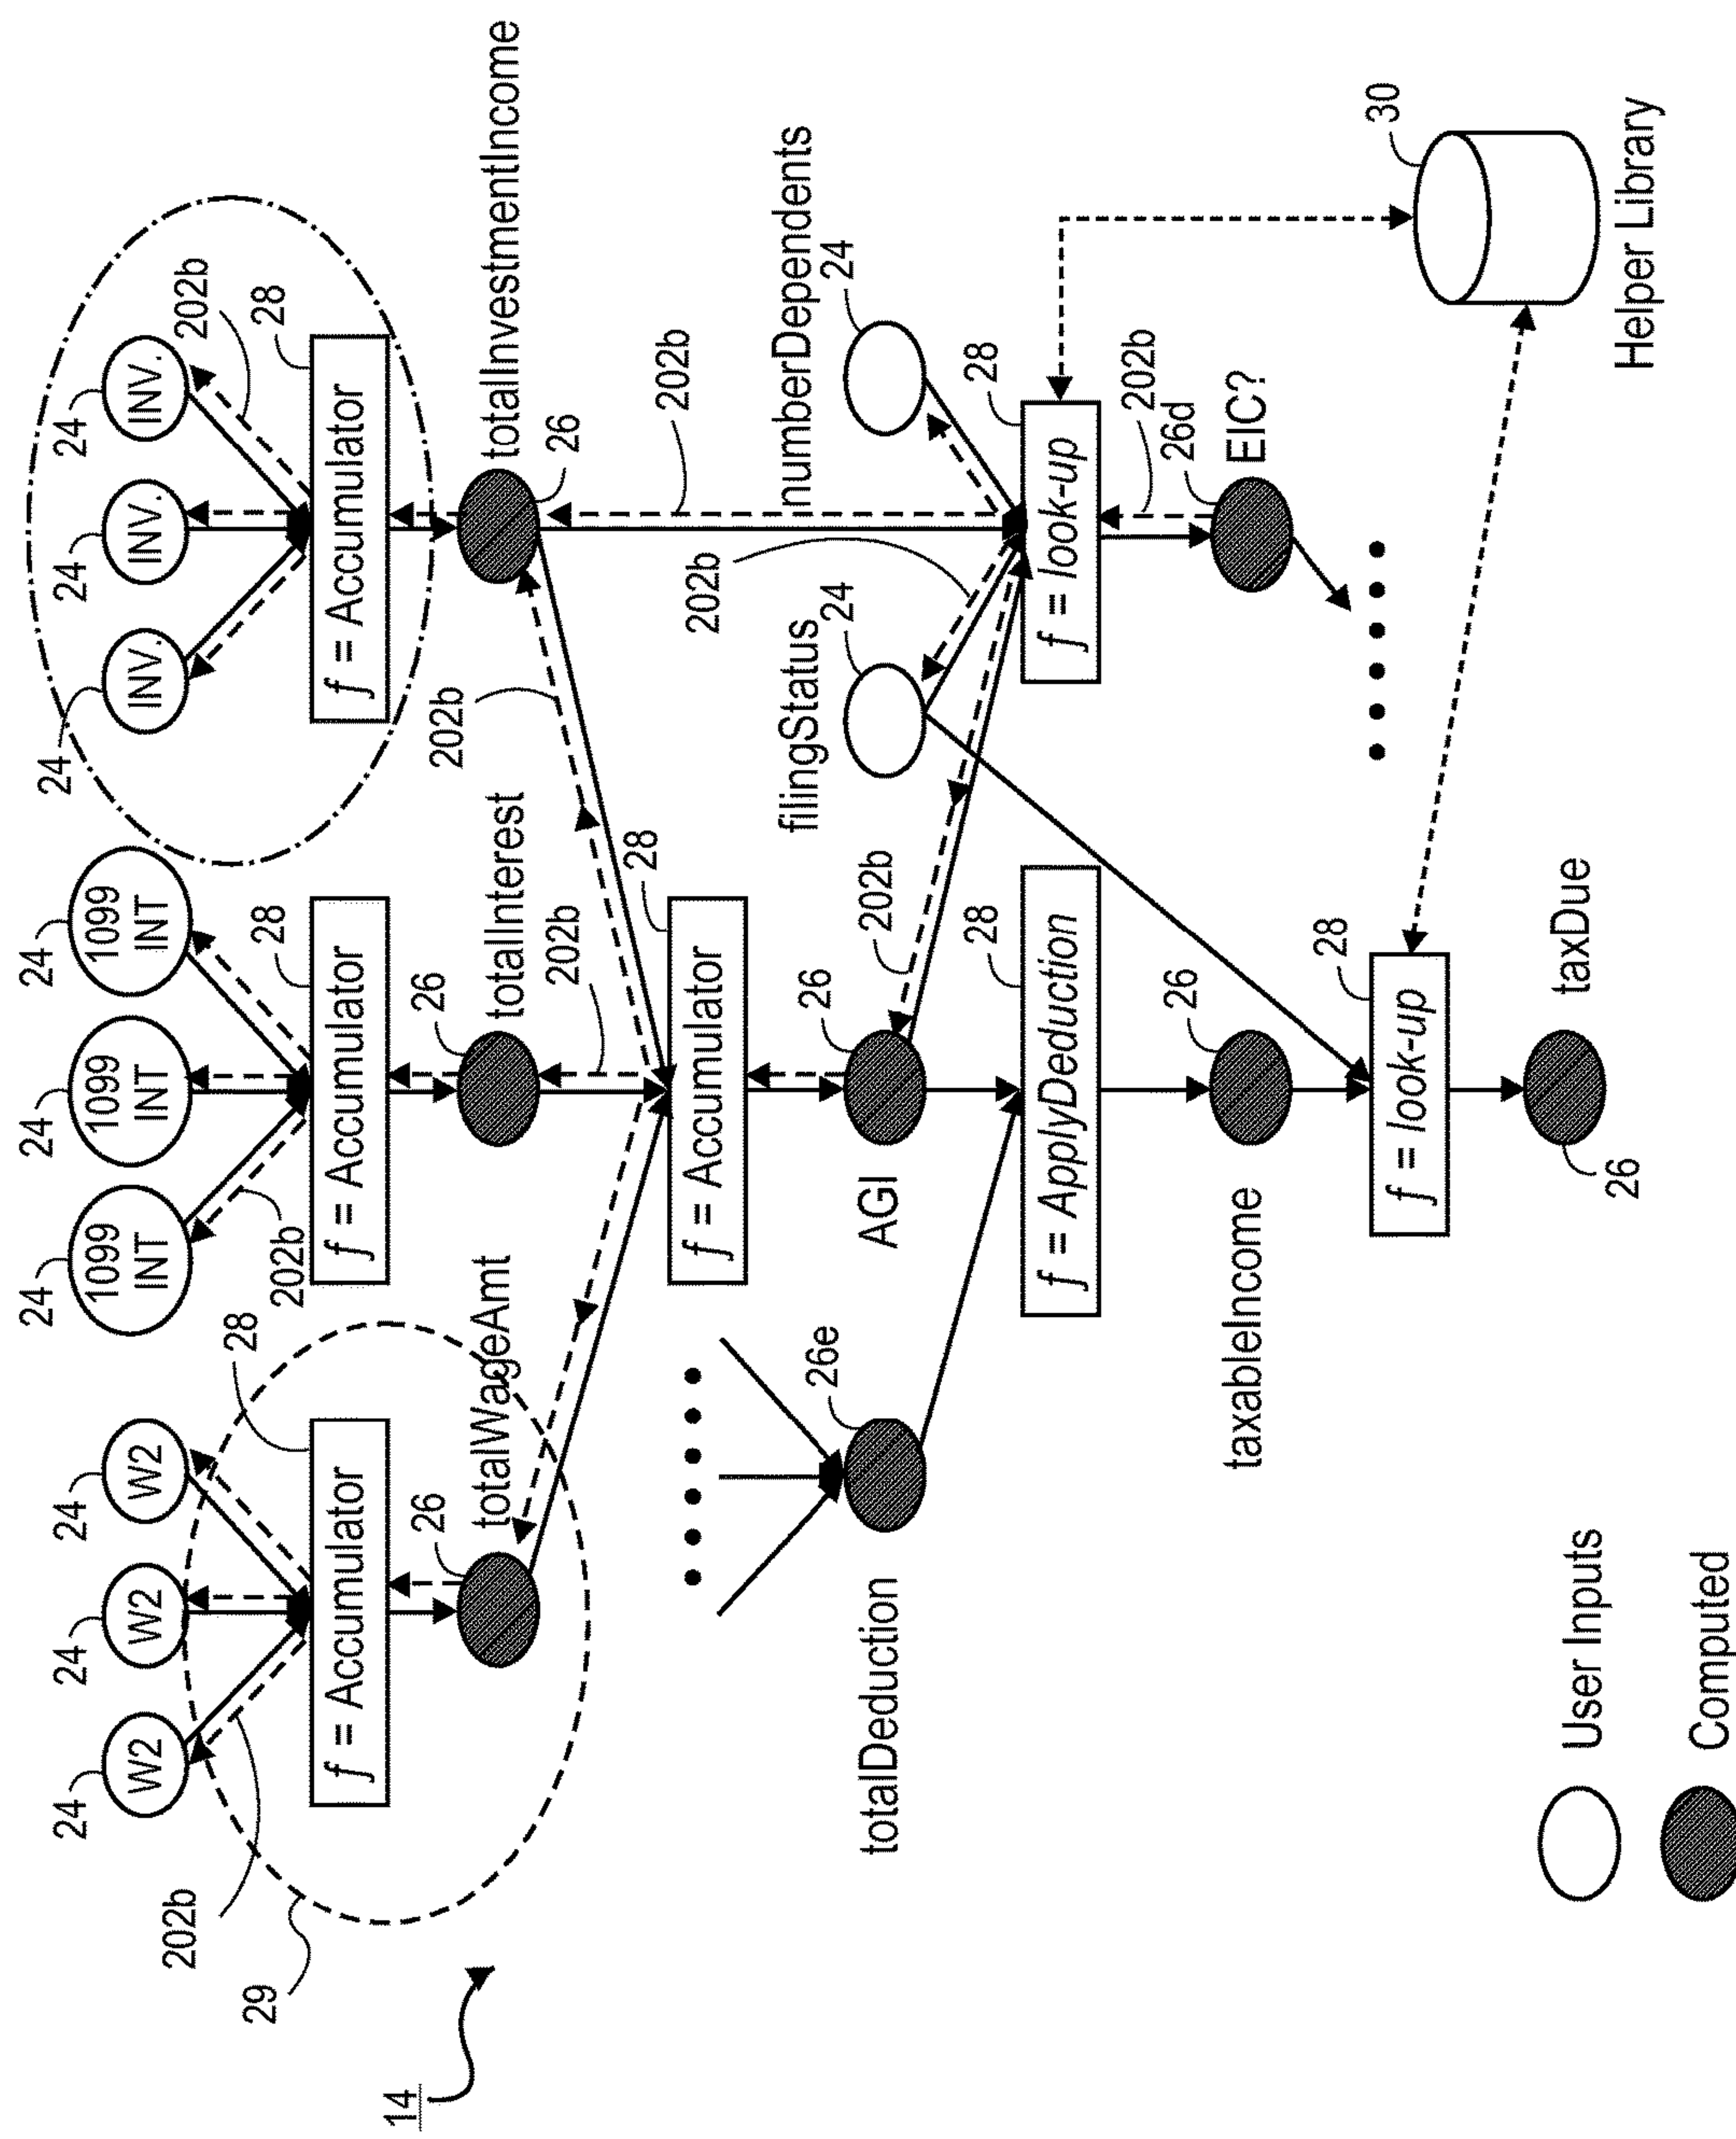 14
29
202b
24
24
24
W2
W2
W2
28
f = Accumulator
26
totalWageAmt
24
24
24
1099
INT
1099
INT
1099
INT
202b
28
f = Accumulator
26
totalInterest
202b
24
24
24
INV.
INV.
INV.
202b
28
f = Accumulator
totalInvestmentIncome
26
202b
28
f = Accumulator
202b
202b
totalDeduction
26e
AGI
26
202b
filingStatus
24
numberDependents
24
28
f = ApplyDeduction
28
f = look-up
202b
26d
EIC?
taxableIncome
26
28
f = look-up
30
Helper Library
26
taxDue
User Inputs
Computed